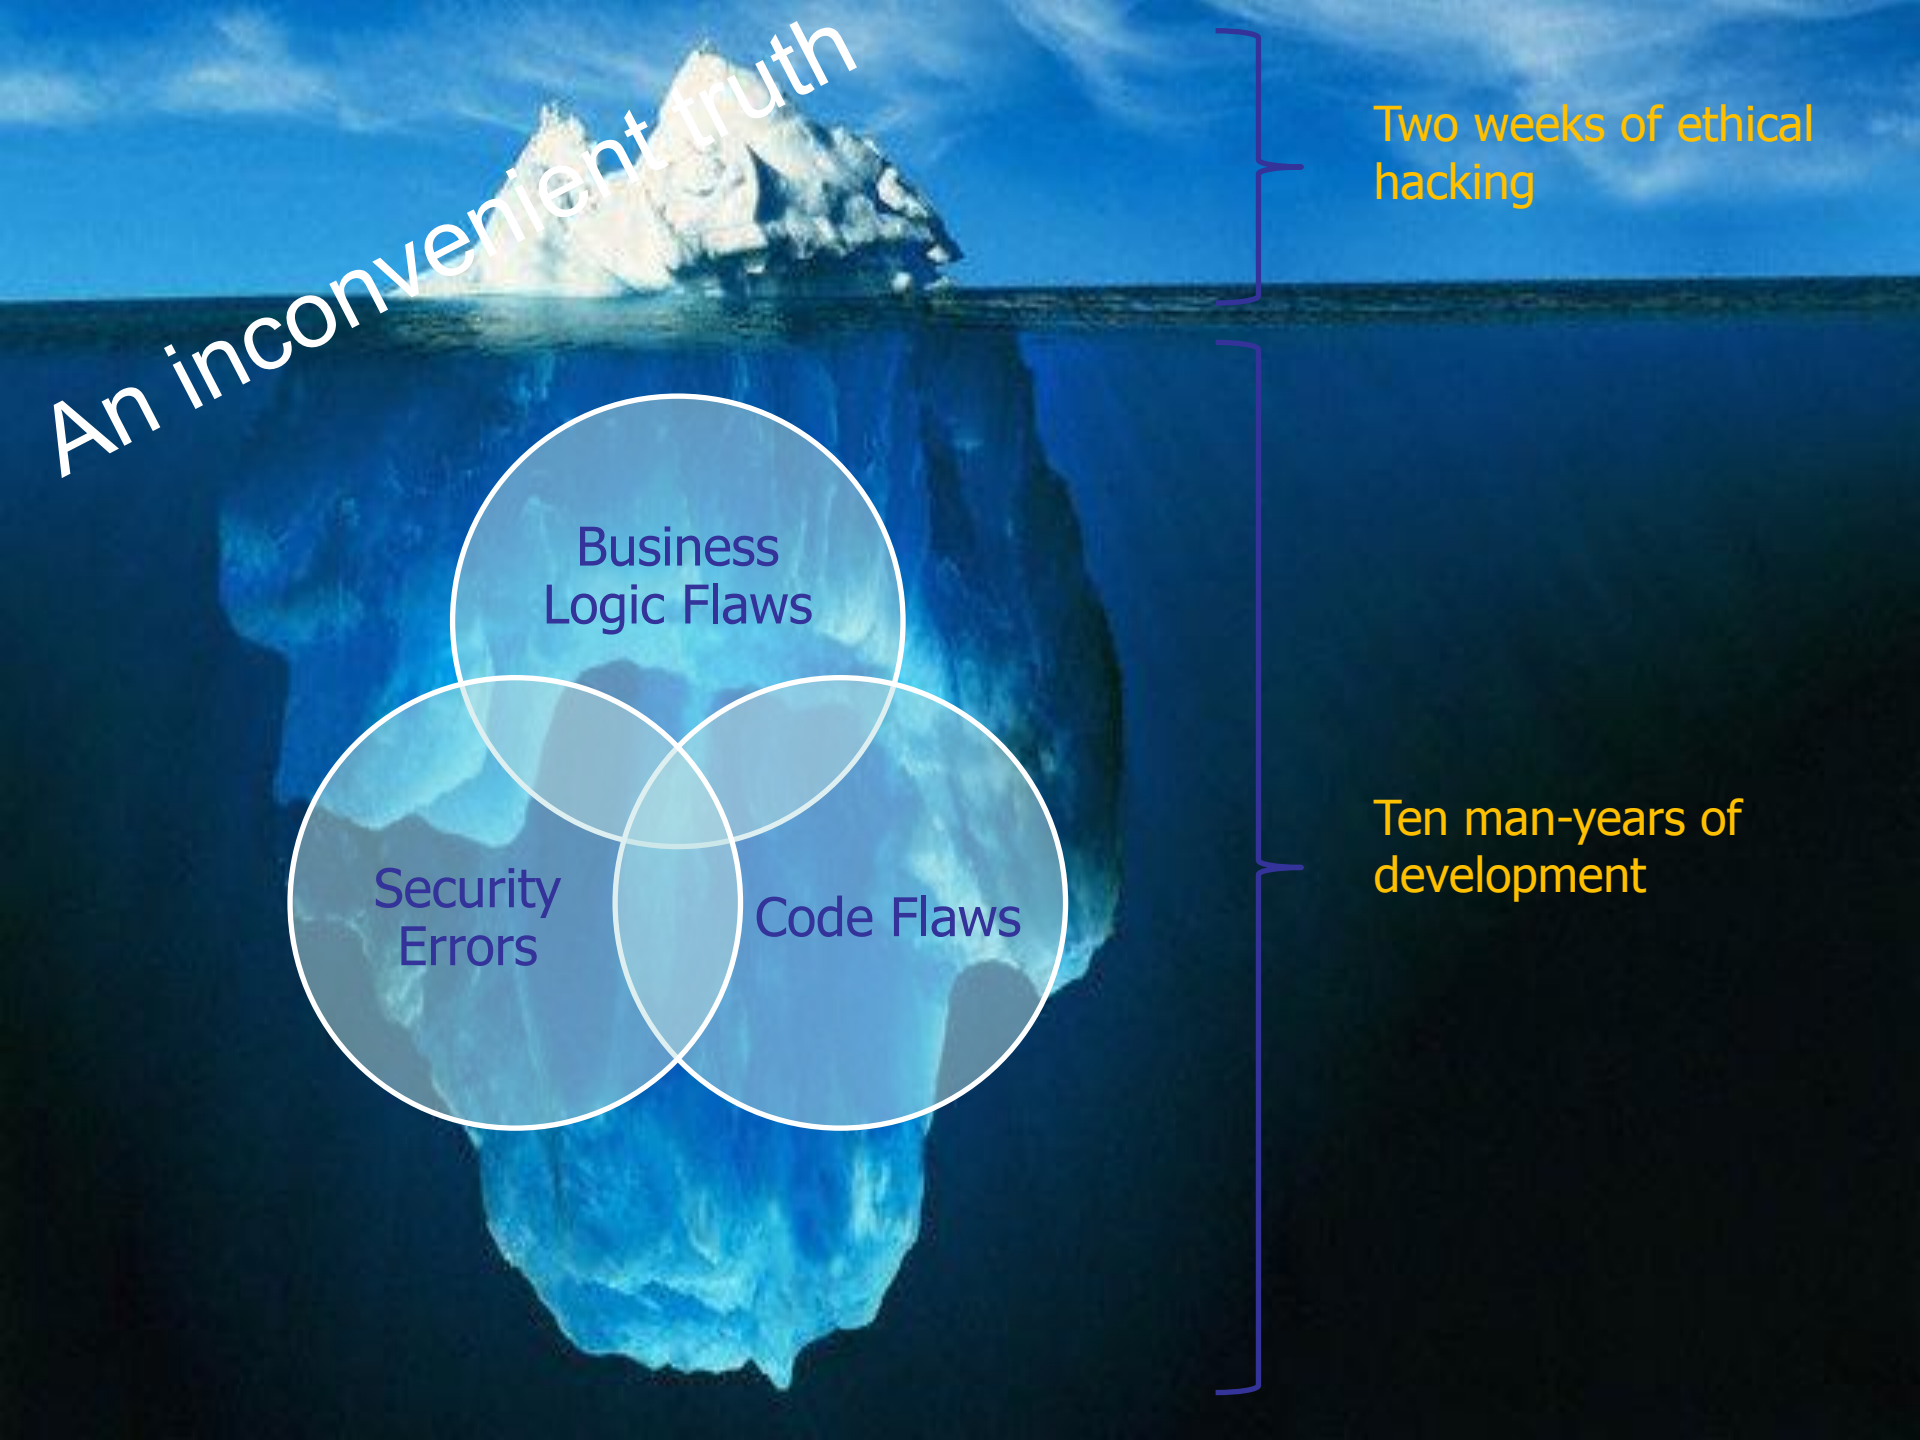 An inconvenient truth
Two weeks of ethical
hacking
Business
Logic Flaws
Security
Errors
Code Flaws
Ten man-years of
development